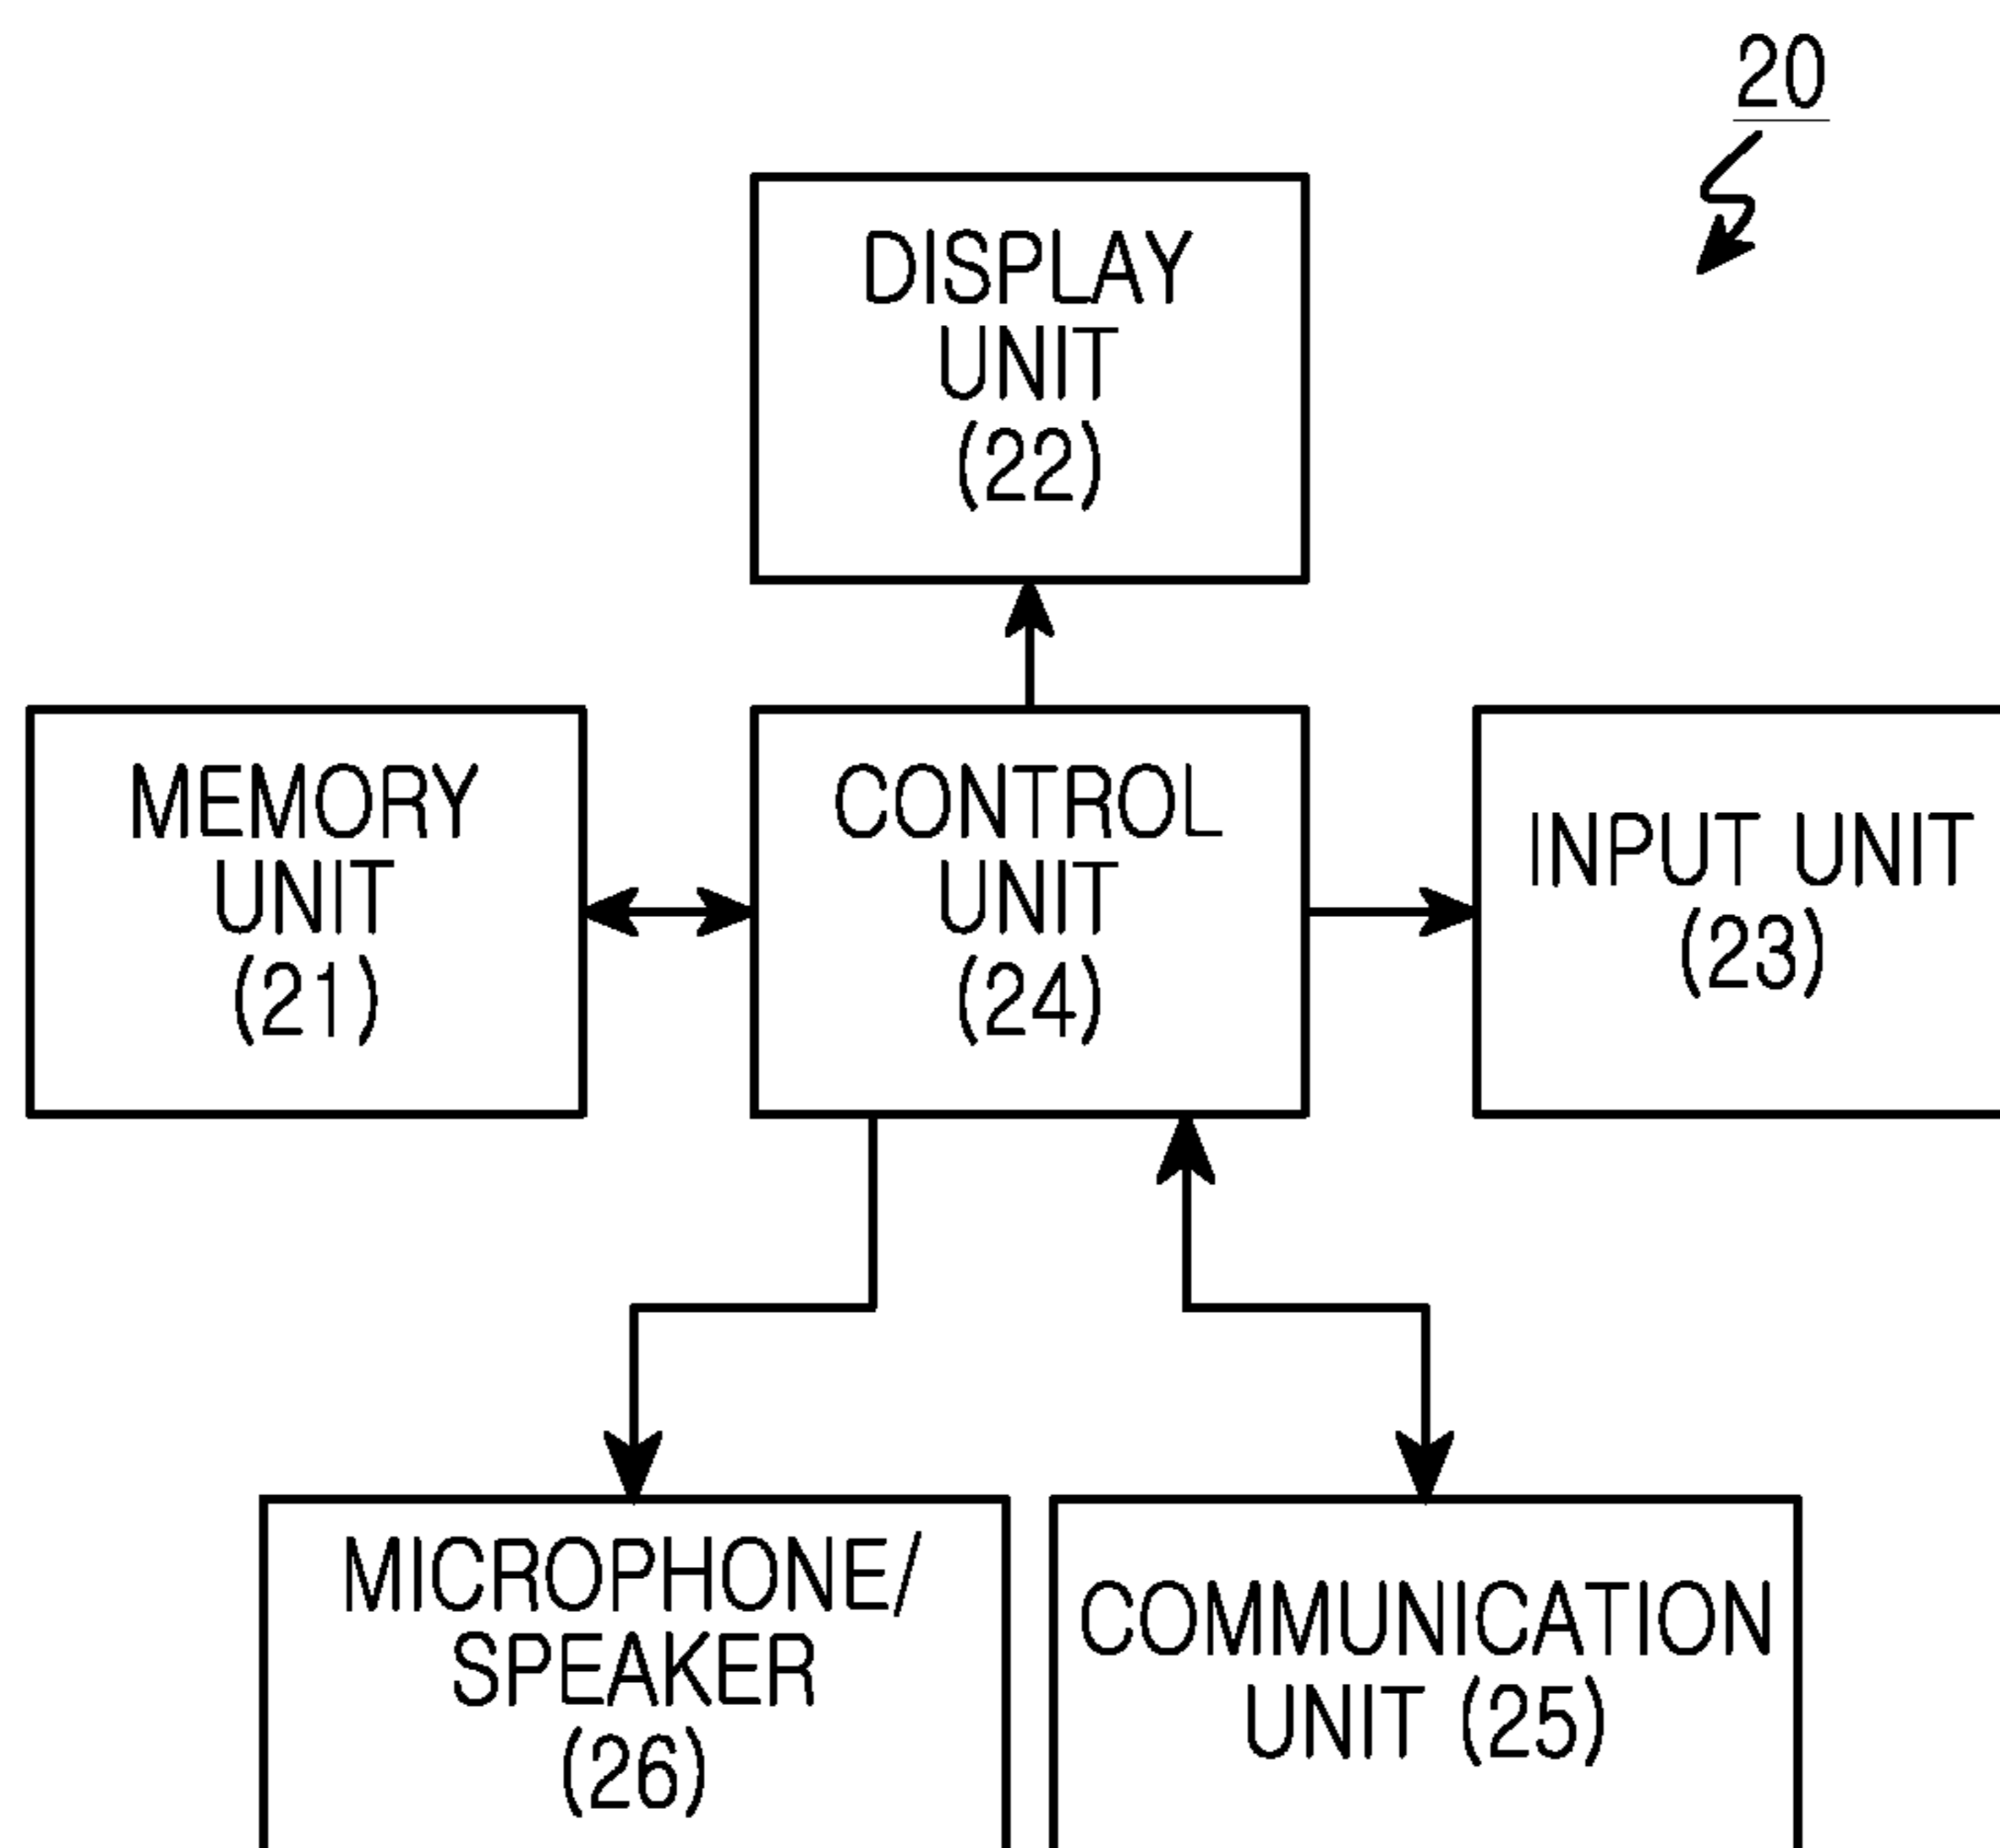 20
DISPLAY
UNIT
(22)
MEMORY
UNIT
(21)
CONTROL
UNIT
(24)
INPUT UNIT
(23)
MICROPHONE/
SPEAKER
(26)
COMMUNICATION
UNIT (25)